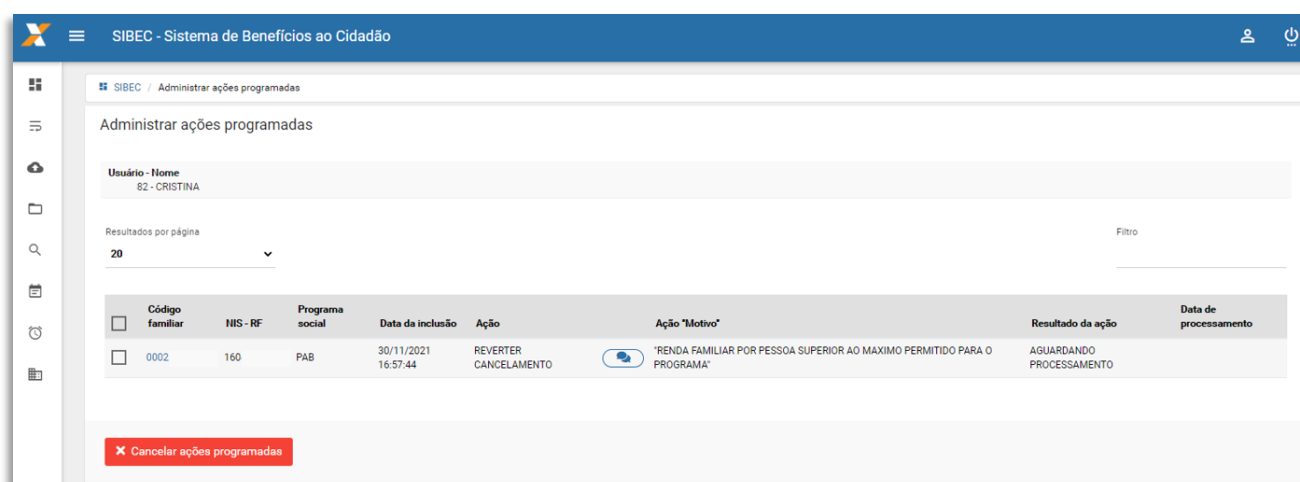 SIBEC - Sistema de Benefícios ao Cidadão
SIBEC / Administrar ações programadas
Administrar ações programadas
Usuário - Nome
82 - CRISTINA
Resultados por página
Filtro
20
Código familiar NIS - RF Programa social Data da inclusão Ação Ação "Motivo" Resultado da ação Data de processamento
0002 160 PAB 30/11/2021 16:57:44 REVERTER CANCELAMENTO "RENDA FAMILIAR POR PESSOA SUPERIOR AO MAXIMO PERMITIDO PARA O PROGRAMA" AGUARDANDO PROCESSAMENTO
Cancelar ações programadas